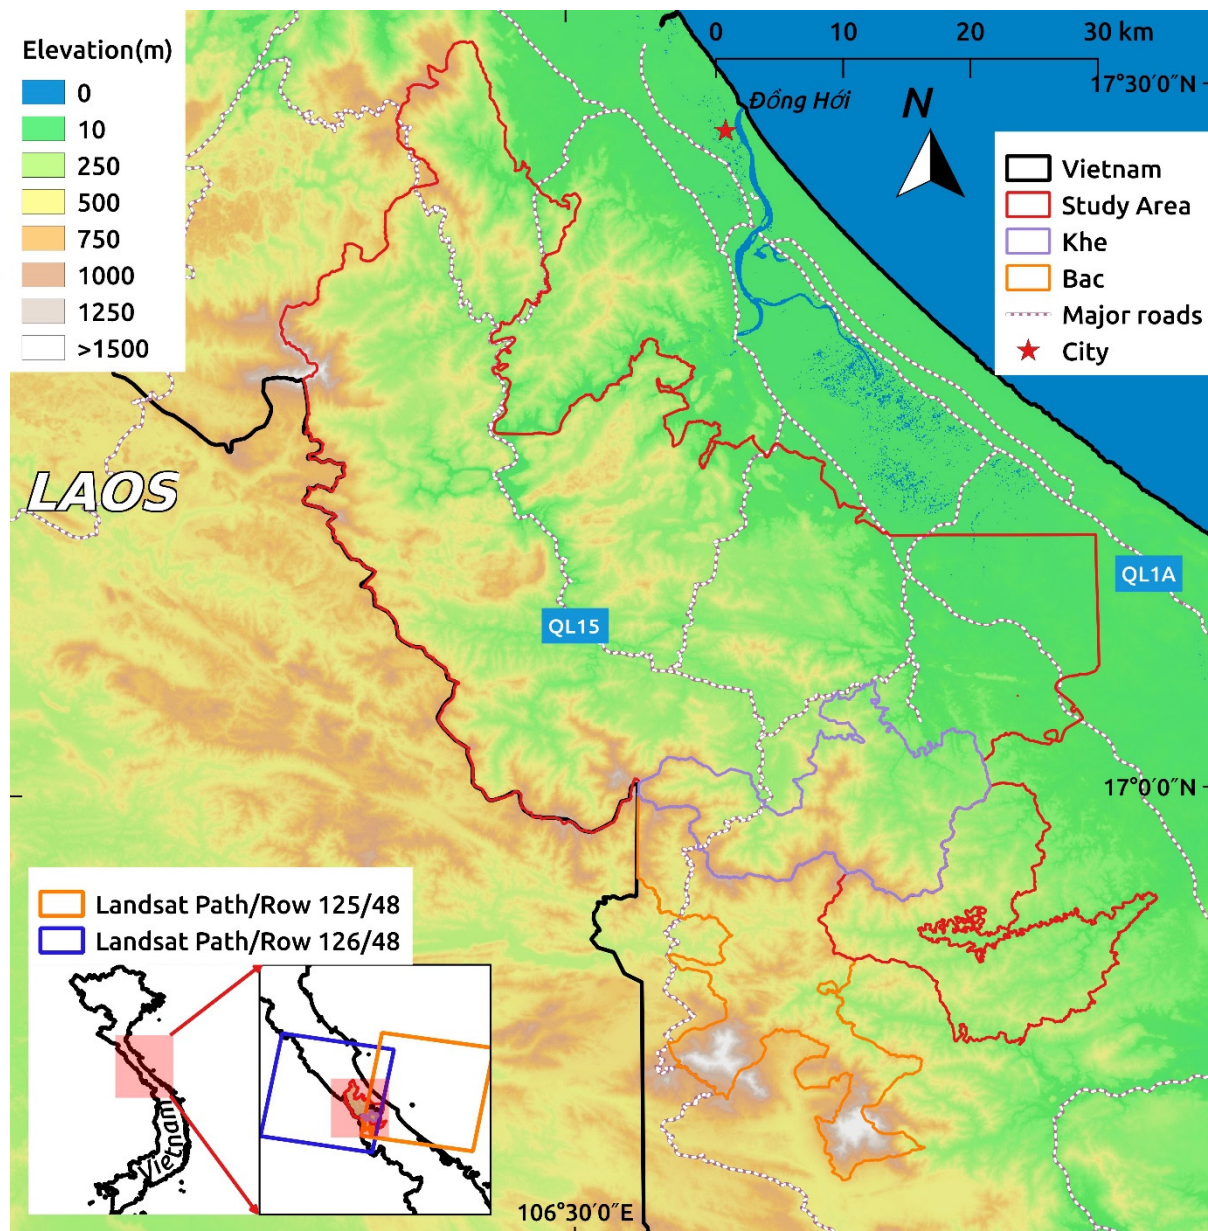 Elevation(m)
0
10
250
500
750
1000
1250
>1500
0 10 20 30 km
17°30′0″N
Đồng Hới
N
Vietnam
Study Area
Khe
Bac
Major roads
City
LAOS
QL1A
QL15
17°0′0″N
Landsat Path/Row 125/48
Landsat Path/Row 126/48
Vietnam
106°30′0″E